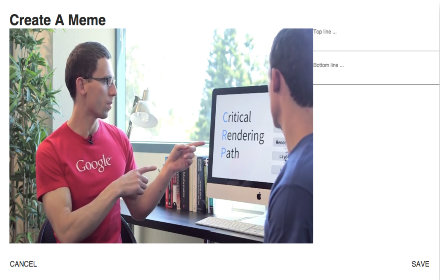 Create A Meme
Top line ...
Bottom line ...
Google
Critical
Rendering
Path
CANCEL
SAVE